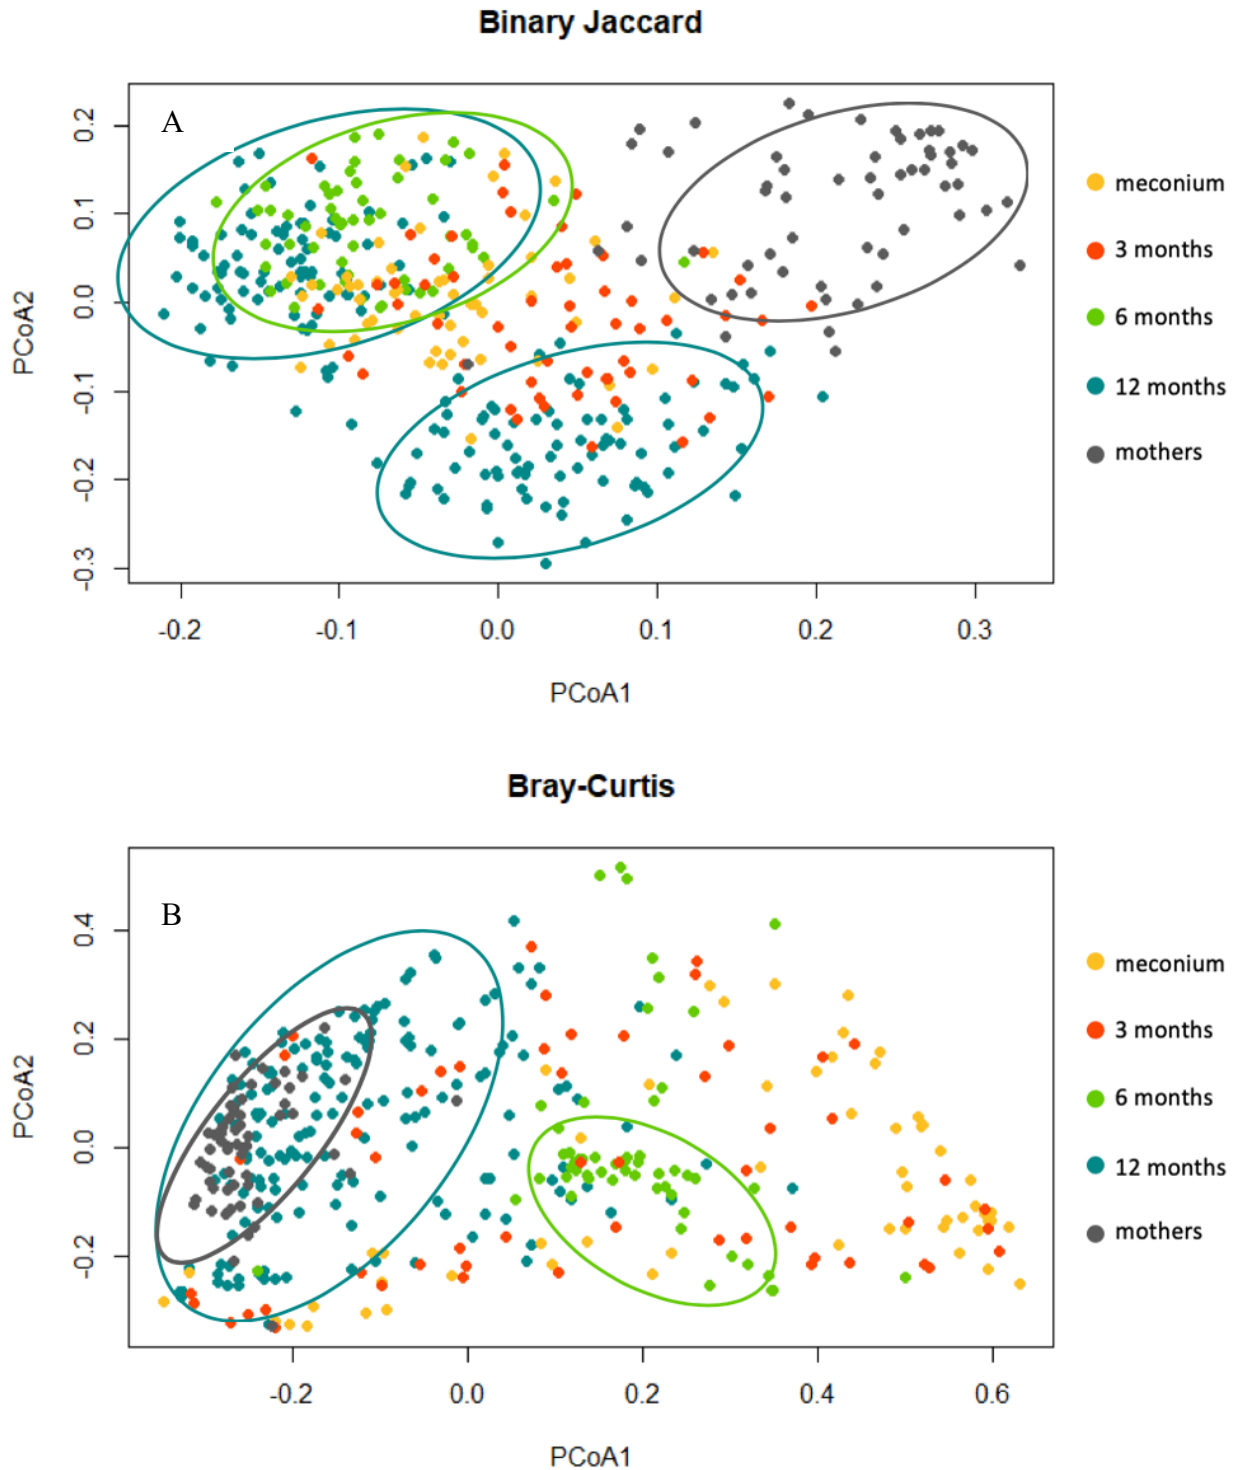 Binary Jaccard
A
0.2
0.1
0.0
-0.1
-0.2
-0.3
PCoA2
-0.2
-0.1
0.0
0.1
0.2
0.3
PCoA1
meconium
3 months
6 months
12 months
mothers
Bray-Curtis
B
0.4
0.2
0.0
-0.2
PCoA2
-0.2
0.0
0.2
0.4
0.6
PCoA1
meconium
3 months
6 months
12 months
mothers